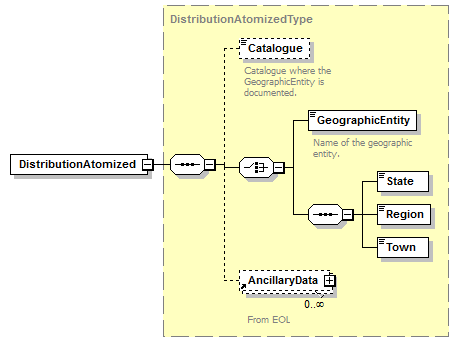 DistributionAtomizedType
Catalogue
Catalogue where the
GeographicEntity is
documented.
GeographicEntity
Name of the geographic
entity.
DistributionAtomized
State
Region
Town
AncillaryData
0..∞
From EOL